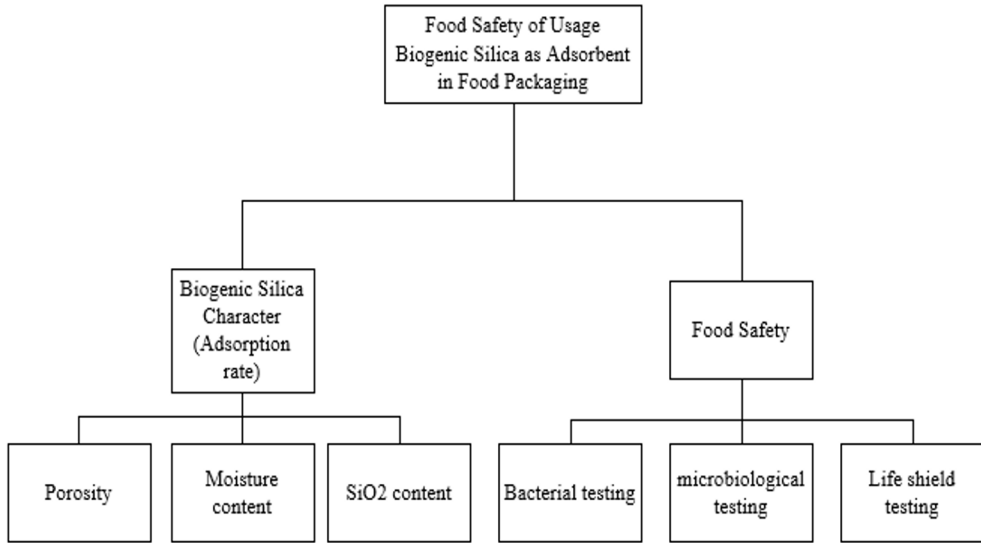 Food Safety of Usage
Biogenic Silica as Adsorbent
in Food Packaging
Biogenic Silica
Character
(Adsorption
rate)
Food Safety
Porosity
Moisture
content
SiO2 content
Bacterial testing
microbiological
testing
Life shield
testing